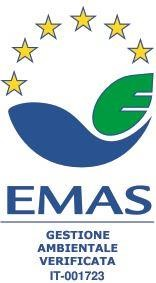 EMAS
GESTIONE
AMBIENTALE
VERIFICATA
IT-001723